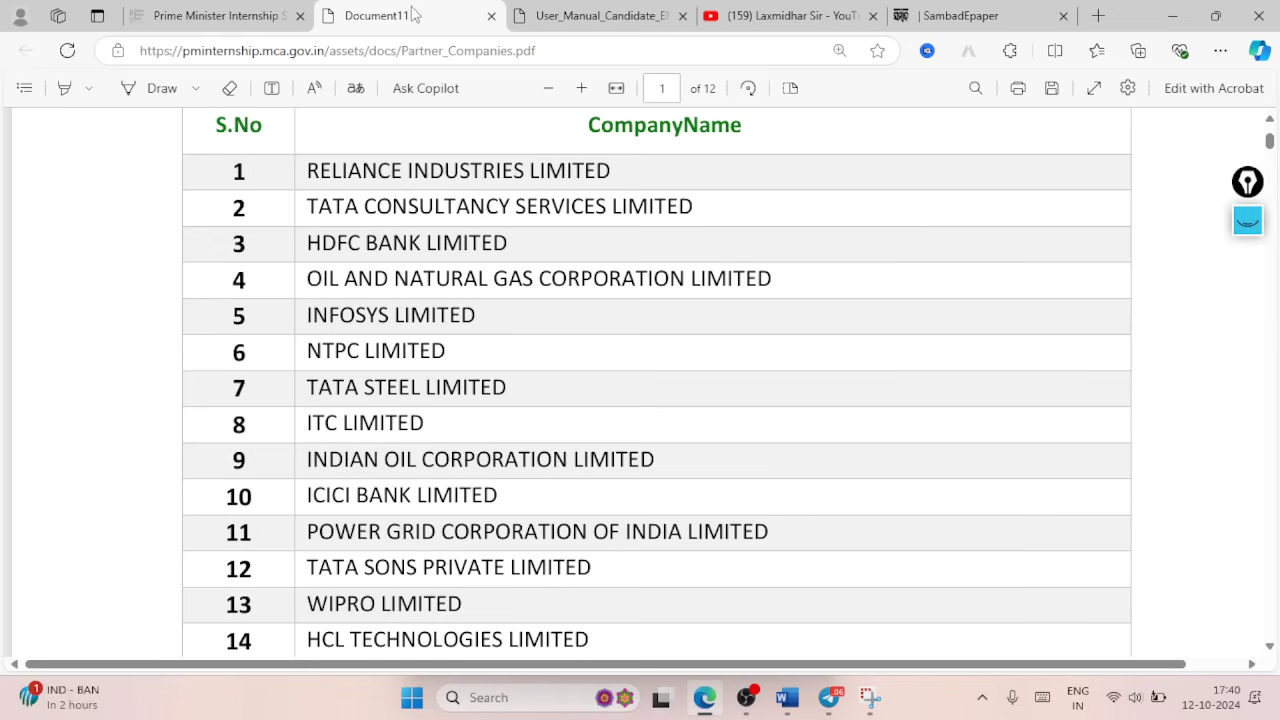 Prime Minister Internship S
Document11
User_Manual_Candidate_E
(159) Laxmidhar Sir - YouT
SambadEpaper
https://pminternship.mca.gov.in/assets/docs/Partner_Companies.pdf
Draw
Ask Copilot
1 of 12
Edit with Acrobat
S.No CompanyName
1 RELIANCE INDUSTRIES LIMITED
2 TATA CONSULTANCY SERVICES LIMITED
3 HDFC BANK LIMITED
4 OIL AND NATURAL GAS CORPORATION LIMITED
5 INFOSYS LIMITED
6 NTPC LIMITED
7 TATA STEEL LIMITED
8 ITC LIMITED
9 INDIAN OIL CORPORATION LIMITED
10 ICICI BANK LIMITED
11 POWER GRID CORPORATION OF INDIA LIMITED
12 TATA SONS PRIVATE LIMITED
13 WIPRO LIMITED
14 HCL TECHNOLOGIES LIMITED
1
IND - BAN
In 2 hours
Search
ENG
IN
17:40
12-10-2024